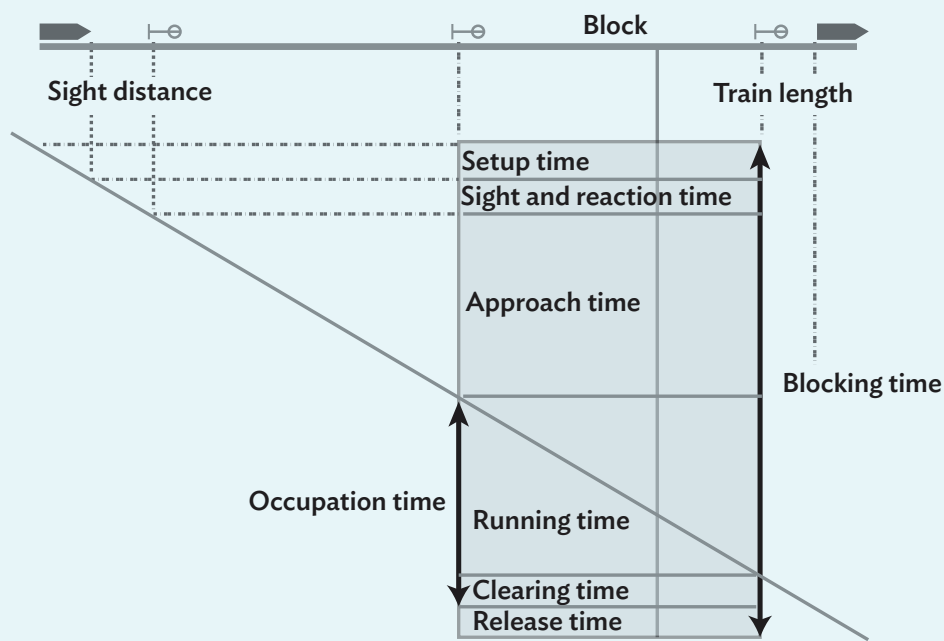 Block
Sight distance
Train length
Setup time
Sight and reaction time
Approach time
Blocking time
Occupation time
Running time
Clearing time
Release time